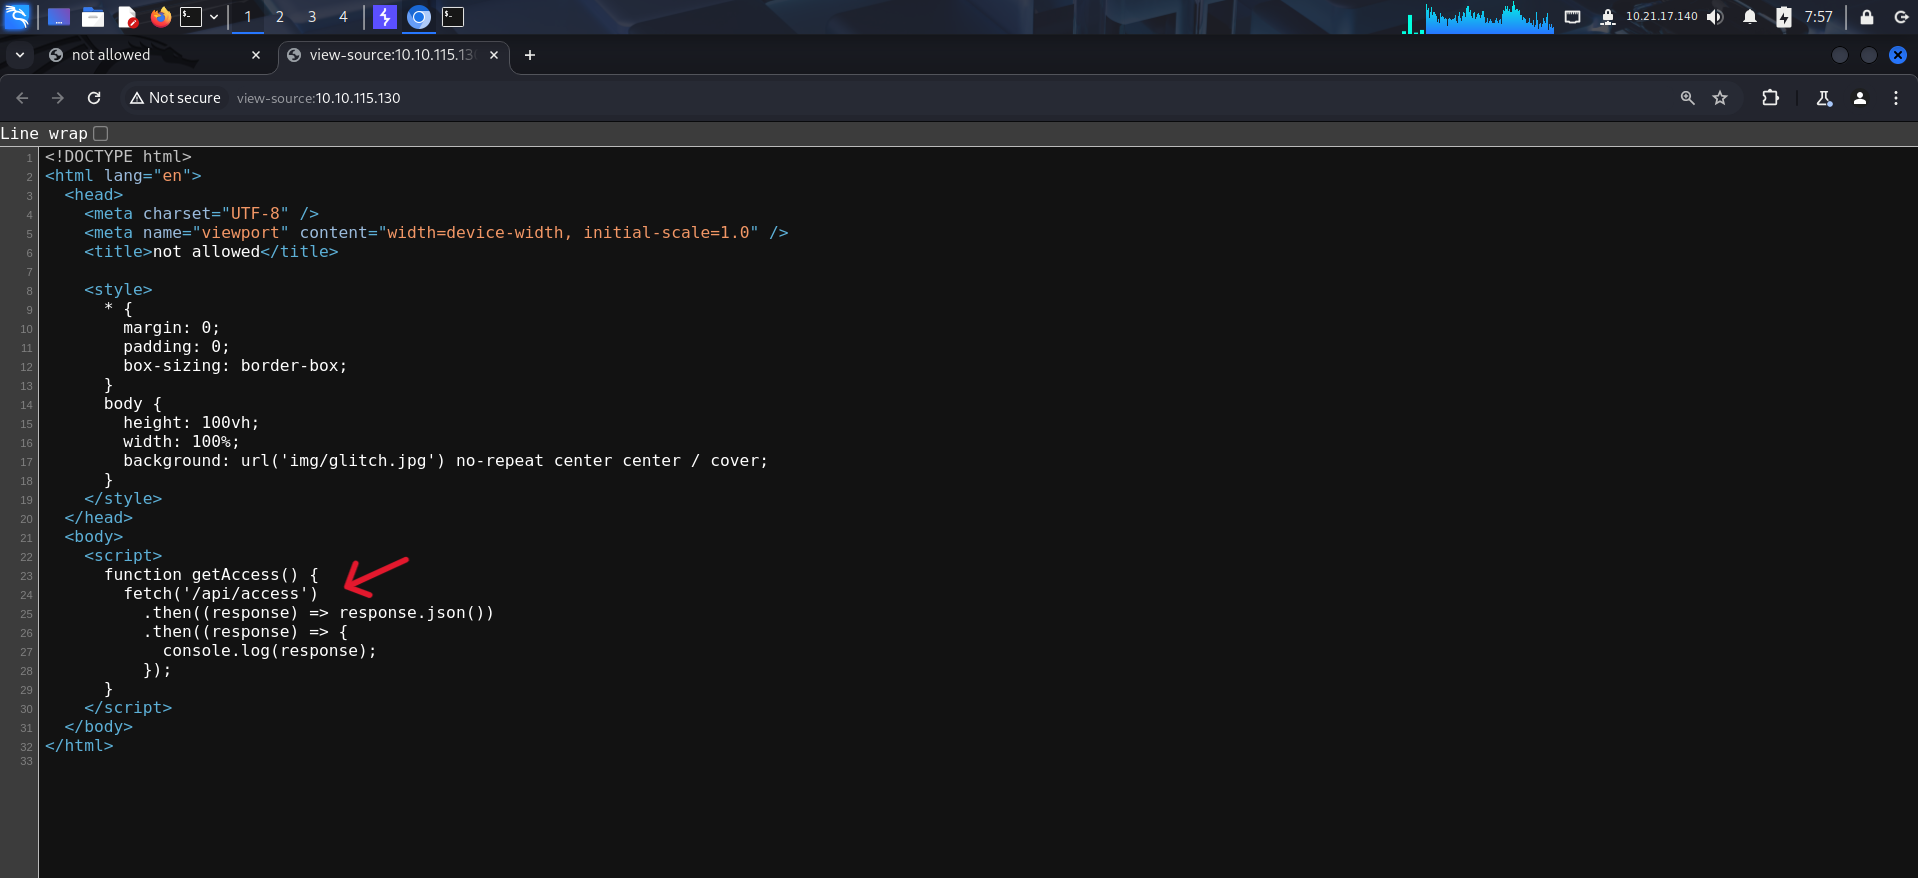 1 2 3 4 10.21.17.140 7:57
not allowed view-source:10.10.115.13
Not secure view-source:10.10.115.130
Line wrap
1 <!DOCTYPE html>
2 <html lang="en">
3 <head>
4 <meta charset="UTF-8" />
5 <meta name="viewport" content="width=device-width, initial-scale=1.0" />
6 <title>not allowed</title>
7
8 <style>
9 * {
10 margin: 0;
11 padding: 0;
12 box-sizing: border-box;
13 }
14 body {
15 height: 100vh;
16 width: 100%;
17 background: url('img/glitch.jpg') no-repeat center center / cover;
18 }
19 </style>
20 </head>
21 <body>
22 <script>
23 function getAccess() {
24 fetch('/api/access')
25 .then((response) => response.json())
26 .then((response) => {
27 console.log(response);
28 });
29 }
30 </script>
31 </body>
32 </html>
33